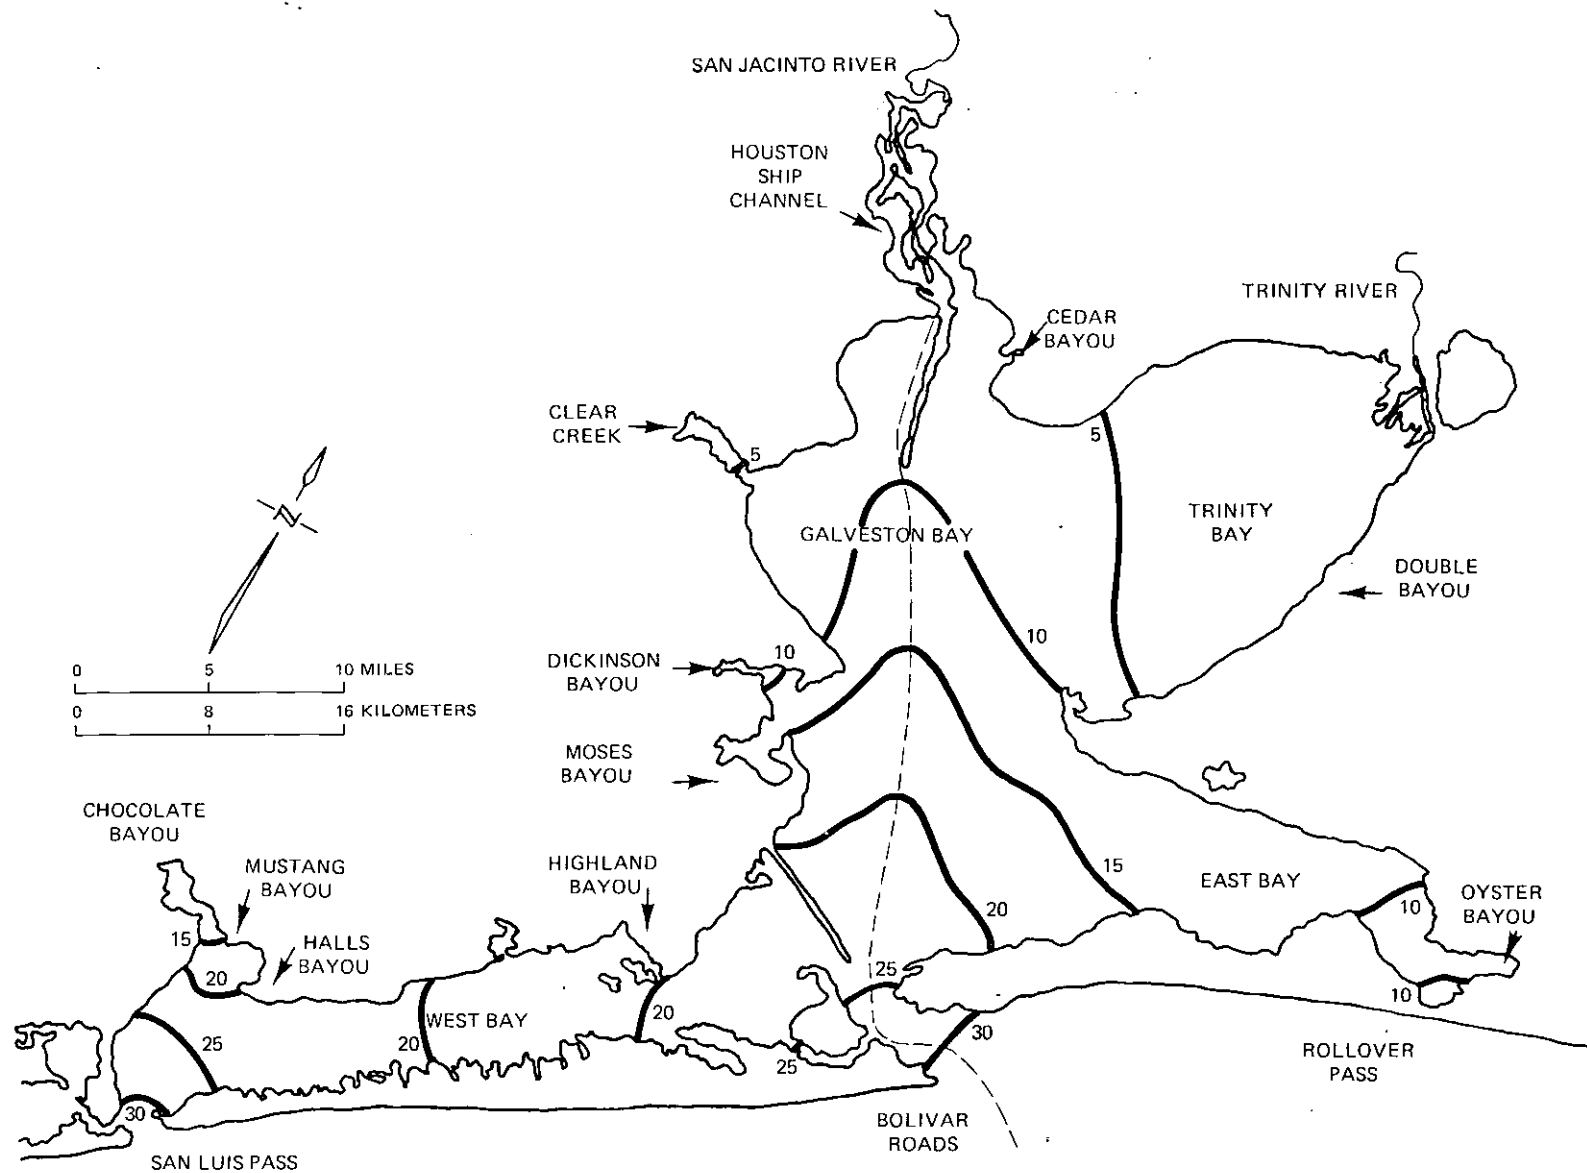 SAN JACINTO RIVER
HOUSTON
SHIP
CHANNEL
TRINITY RIVER
CEDAR
BAYOU
CLEAR
CREEK
5
5
TRINITY
BAY
GALVESTON BAY
DOUBLE
BAYOU
N
10
DICKINSON
BAYOU
10
0 5 10 MILES
0 8 16 KILOMETERS
MOSES
BAYOU
CHOCOLATE
BAYOU
MUSTANG
BAYOU
HIGHLAND
BAYOU
15
EAST BAY
OYSTER
BAYOU
10
20
15
HALLS
BAYOU
20
25
10
WEST BAY
20
20
25
30
25
ROLLOVER
PASS
30
BOLIVAR
ROADS
SAN LUIS PASS